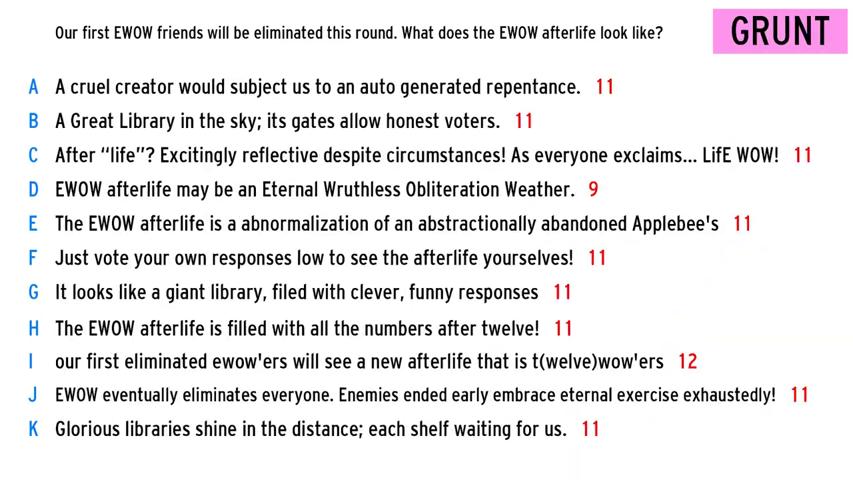 Our first EWOW friends will be eliminated this round. What does the EWOW afterlife look like?
GRUNT
A A cruel creator would subject us to an auto generated repentance. 11
B A Great Library in the sky; its gates allow honest voters. 11
C After “life”? Excitingly reflective despite circumstances! As everyone exclaims... LifE WOW! 11
D EWOW afterlife may be an Eternal Wruthless Obliteration Weather. 9
E The EWOW afterlife is a abnormalization of an abstractionally abandoned Applebee's 11
F Just vote your own responses low to see the afterlife yourselves! 11
G It looks like a giant library, filed with clever, funny responses 11
H The EWOW afterlife is filled with all the numbers after twelve! 11
I our first eliminated ewow'ers will see a new afterlife that is t(welve)wow'ers 12
J EWOW eventually eliminates everyone. Enemies ended early embrace eternal exercise exhaustedly! 11
K Glorious libraries shine in the distance; each shelf waiting for us. 11